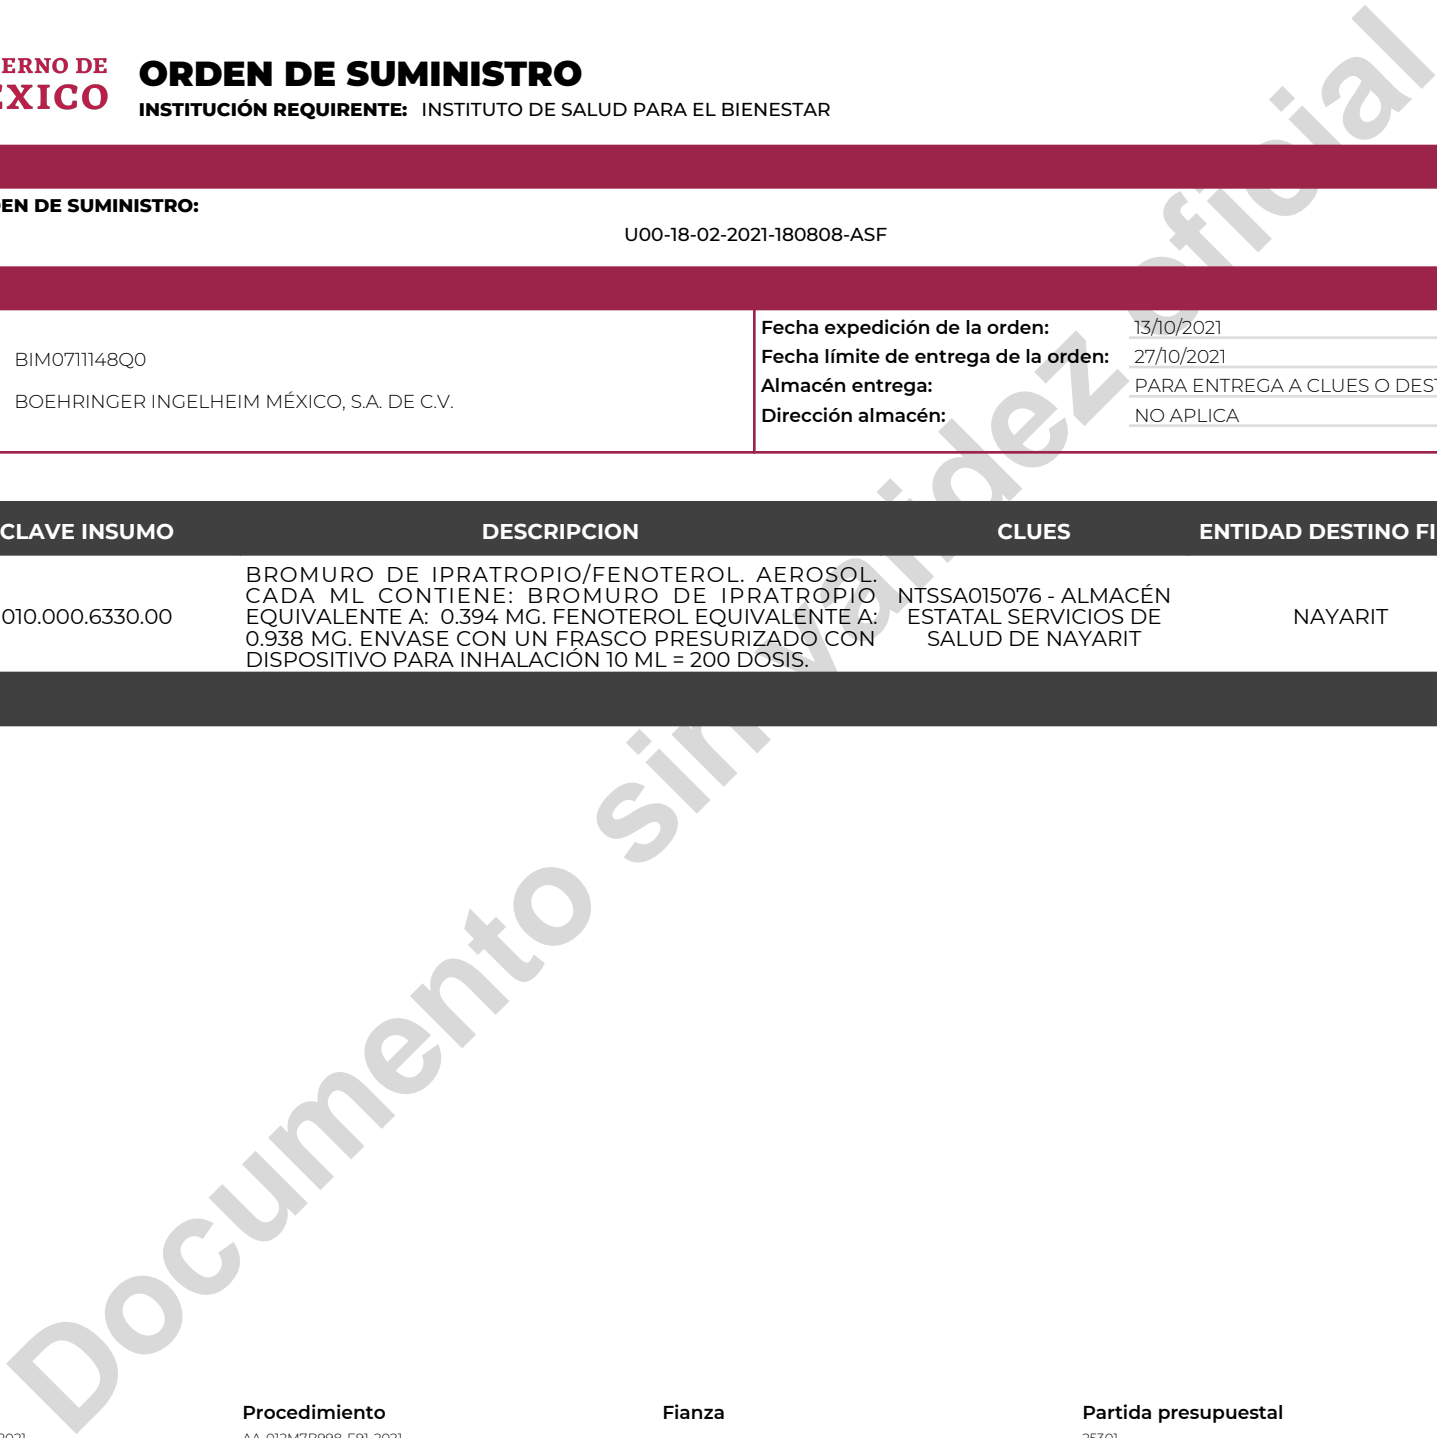 ERNO DE
ÉXICO
ORDEN DE SUMINISTRO
INSTITUCIÓN REQUIRENTE: INSTITUTO DE SALUD PARA EL BIENESTAR
EN DE SUMINISTRO:
U00-18-02-2021-180808-ASF
BIM0711148Q0
BOEHRINGER INGELHEIM MÉXICO, S.A. DE C.V.
Fecha expedición de la orden: 13/10/2021
Fecha límite de entrega de la orden: 27/10/2021
Almacén entrega: PARA ENTREGA A CLUES O DEST
Dirección almacén: NO APLICA
CLAVE INSUMO DESCRIPCION CLUES ENTIDAD DESTINO FI
010.000.6330.00
BROMURO DE IPRATROPIO/FENOTEROL. AEROSOL.
CADA ML CONTIENE: BROMURO DE IPRATROPIO
EQUIVALENTE A: 0.394 MG. FENOTEROL EQUIVALENTE A:
0.938 MG. ENVASE CON UN FRASCO PRESURIZADO CON
DISPOSITIVO PARA INHALACIÓN 10 ML = 200 DOSIS.
NTSSA015076 - ALMACÉN
ESTATAL SERVICIOS DE
SALUD DE NAYARIT
NAYARIT
Documento sin validez oficial
Procedimiento Fianza Partida presupuestal